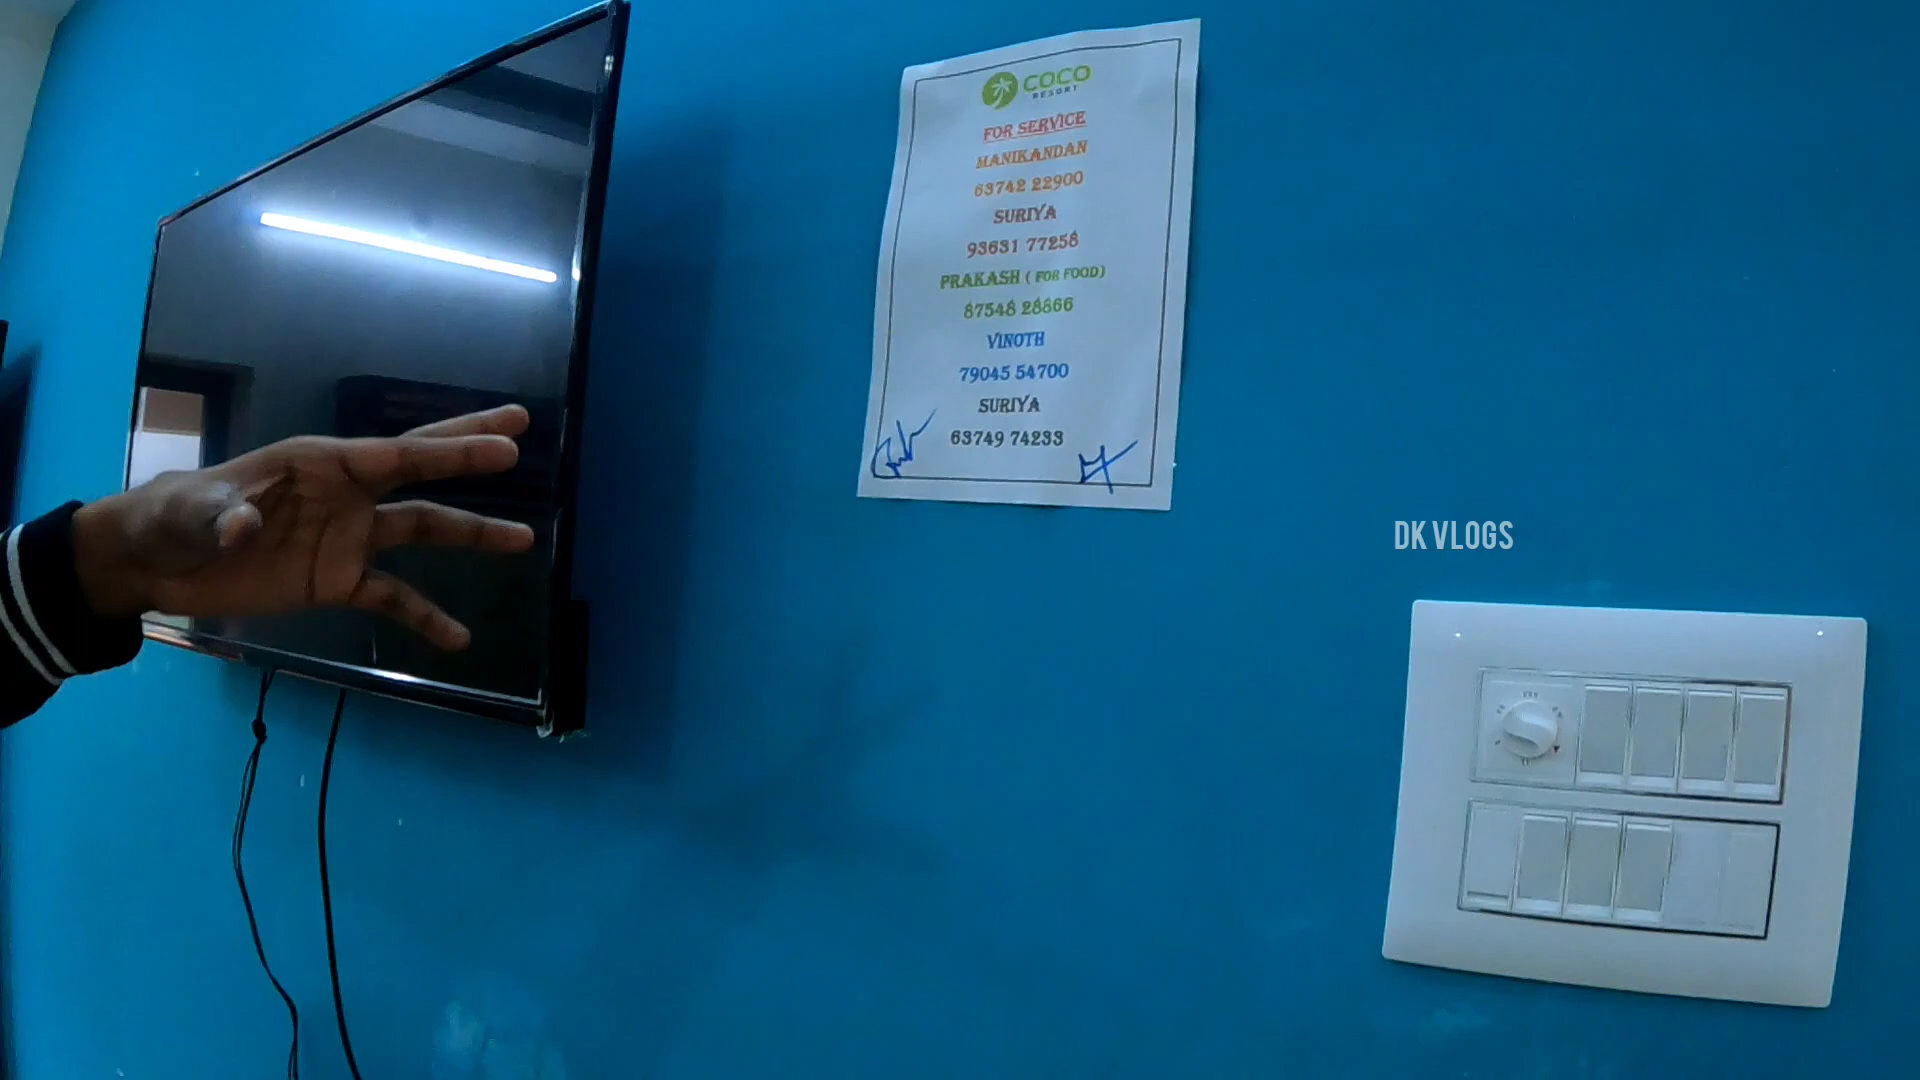 COCO
RESORT
FOR SERVICE
MANIKANDAN
63742 22900
SURIYA
93631 77258
PRAKASH ( FOR FOOD)
87548 28866
VINOTH
79045 54700
SURIYA
63749 74233
DK VLOGS